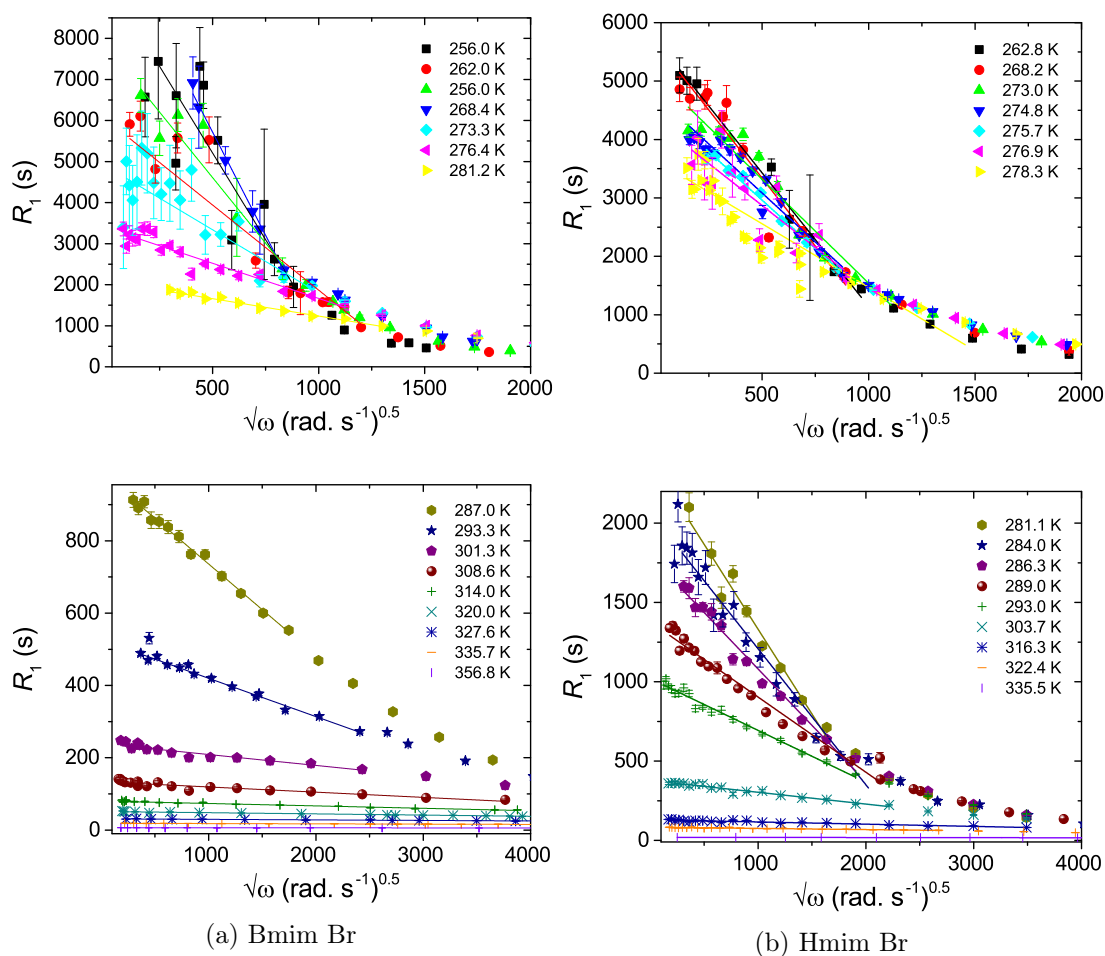 8000
7000
6000
5000
4000
3000
2000
1000
0
R1 (s)
256.0 K
262.0 K
256.0 K
268.4 K
273.3 K
276.4 K
281.2 K
500 1000 1500 2000
√ω (rad. s⁻¹)⁰·⁵
6000
5000
4000
3000
2000
1000
0
R1 (s)
262.8 K
268.2 K
273.0 K
274.8 K
275.7 K
276.9 K
278.3 K
500 1000 1500 2000
√ω (rad. s⁻¹)⁰·⁵
800
600
400
200
0
R1 (s)
287.0 K
293.3 K
301.3 K
308.6 K
314.0 K
320.0 K
327.6 K
335.7 K
356.8 K
1000 2000 3000 4000
√ω (rad. s⁻¹)⁰·⁵
2000
1500
1000
500
0
R1 (s)
281.1 K
284.0 K
286.3 K
289.0 K
293.0 K
303.7 K
316.3 K
322.4 K
335.5 K
1000 2000 3000 4000
√ω (rad. s⁻¹)⁰·⁵
(a) Bmim Br
(b) Hmim Br